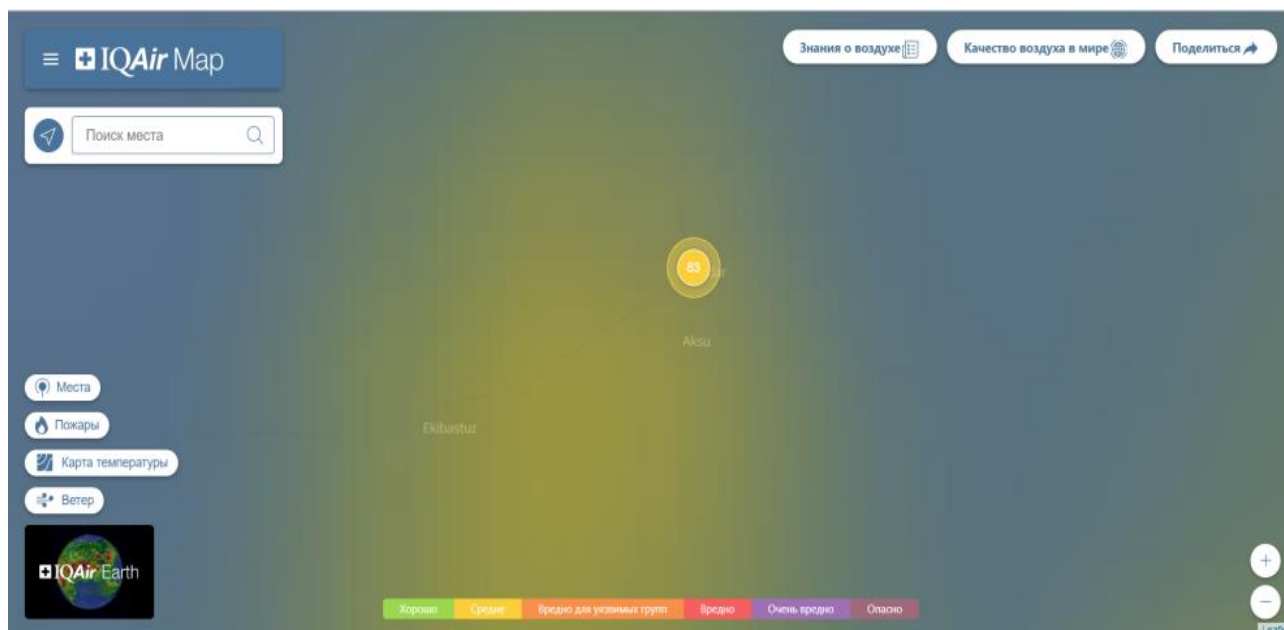 IQAir Map
Знания о воздухе
Качество воздуха в мире
Поделиться
Поиск места
83
Aksu
Ekibastuz
Места
Пожары
Карта температуры
Ветер
IQAir Earth
+
−
Хорошо
Средне
Вредно для уязвимых групп
Вредно
Очень вредно
Опасно